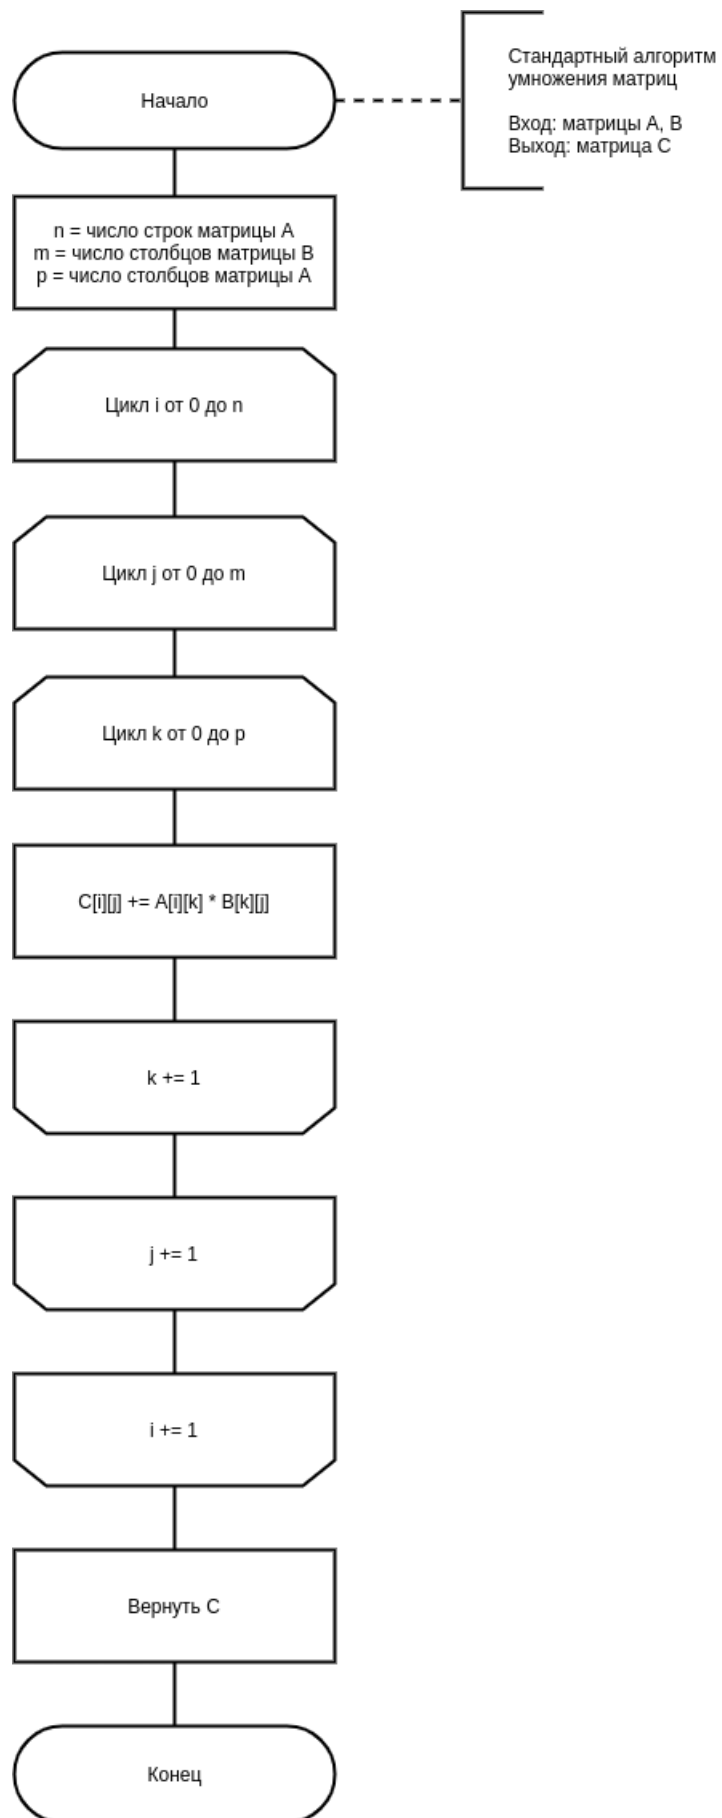 Начало
Стандартный алгоритм
умножения матриц
Вход: матрицы A, B
Выход: матрица C
n = число строк матрицы A
m = число столбцов матрицы B
p = число столбцов матрицы A
Цикл i от 0 до n
Цикл j от 0 до m
Цикл k от 0 до p
C[i][j] += A[i][k] * B[k][j]
k += 1
j += 1
i += 1
Вернуть C
Конец